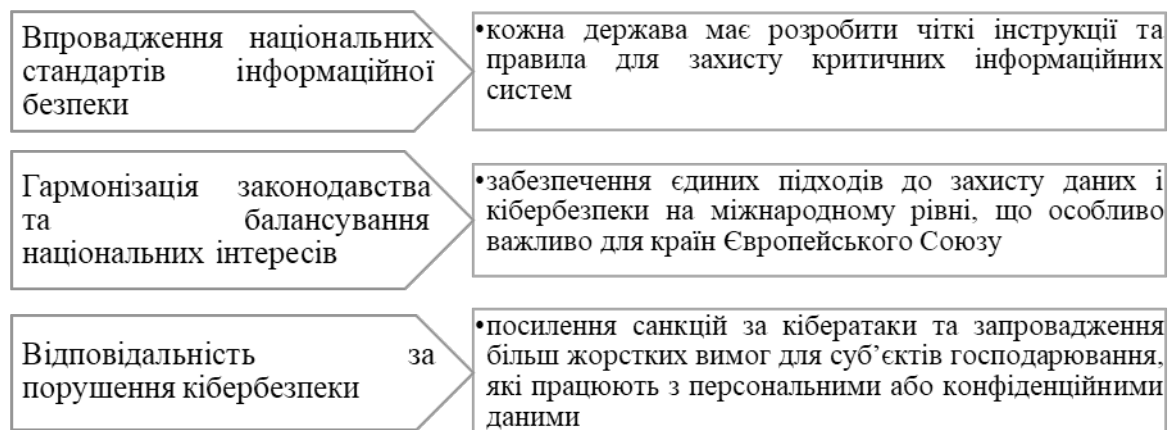 Впровадження національних
стандартів інформаційної
безпеки
•кожна держава має розробити чіткі інструкції та
правила для захисту критичних інформаційних
систем
Гармонізація законодавства
та балансування
національних інтересів
•забезпечення єдиних підходів до захисту даних і
кібербезпеки на міжнародному рівні, що особливо
важливо для країн Європейського Союзу
Відповідальність за
порушення кібербезпеки
•посилення санкцій за кібератаки та запровадження
більш жорстких вимог для суб’єктів господарювання,
які працюють з персональними або конфіденційними
даними